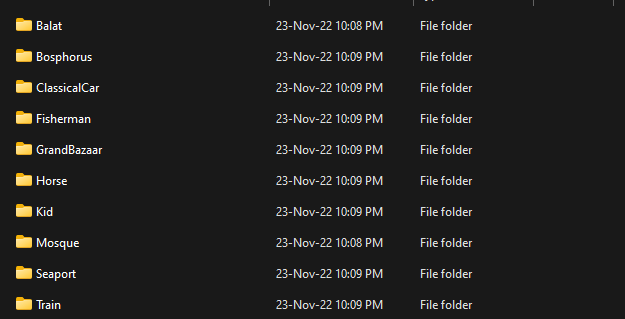 Balat 23-Nov-22 10:08 PM File folder
Bosphorus 23-Nov-22 10:09 PM File folder
ClassicalCar 23-Nov-22 10:09 PM File folder
Fisherman 23-Nov-22 10:09 PM File folder
GrandBazaar 23-Nov-22 10:09 PM File folder
Horse 23-Nov-22 10:09 PM File folder
Kid 23-Nov-22 10:09 PM File folder
Mosque 23-Nov-22 10:08 PM File folder
Seaport 23-Nov-22 10:09 PM File folder
Train 23-Nov-22 10:09 PM File folder